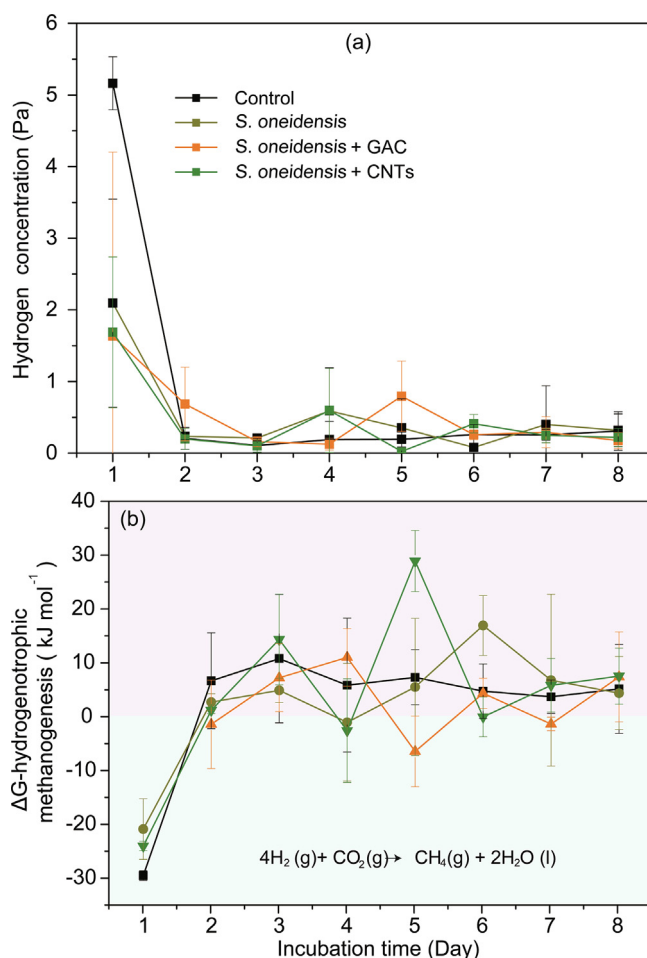 (a)
6
5
4
3
2
1
0
Hydrogen concentration (Pa)
Control
S. oneidensis
S. oneidensis + GAC
S. oneidensis + CNTs
1 2 3 4 5 6 7 8
(b)
40
30
20
10
0
-10
-20
-30
ΔG-hydrogenotrophic
methanogenesis ( kJ mol⁻¹)
4H₂ (g)+ CO₂(g)→ CH₄(g) + 2H₂O (l)
1 2 3 4 5 6 7 8
Incubation time (Day)